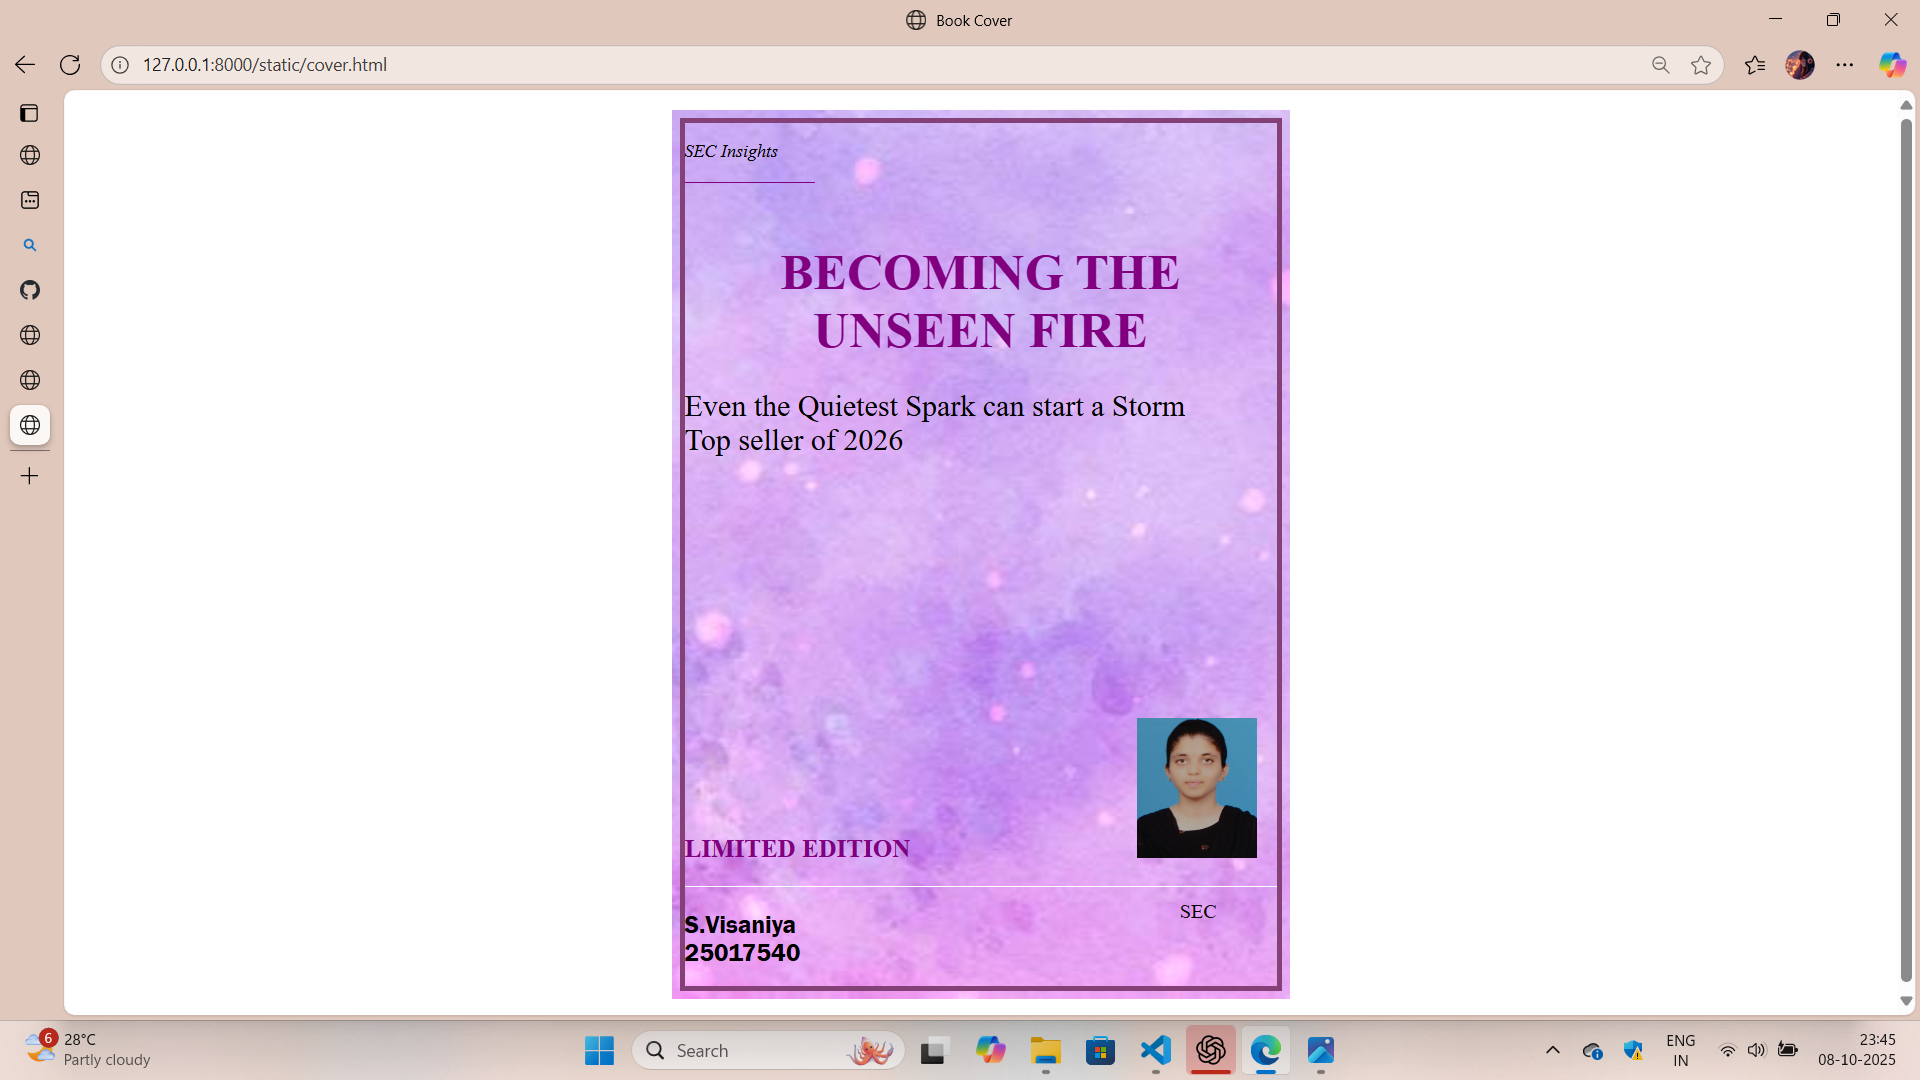 Book Cover
127.0.0.1:8000/static/cover.html
SEC Insights
BECOMING THE
UNSEEN FIRE
Even the Quietest Spark can start a Storm
Top seller of 2026
LIMITED EDITION
SEC
S.Visaniya
25017540
6
28°C
Partly cloudy
Search
ENG
IN
23:45
08-10-2025